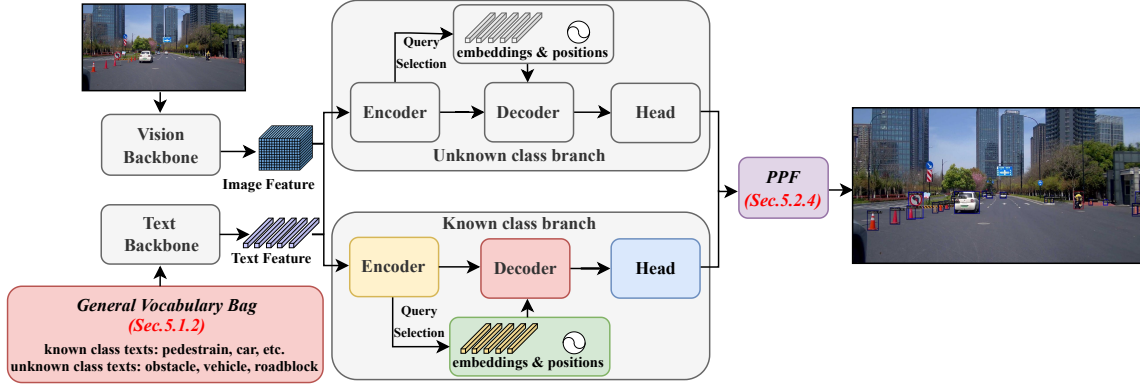 Query
Selection
embeddings & positions
Encoder
Decoder
Head
Unknown class branch
Vision
Backbone
Image Feature
Text
Backbone
Text Feature
Known class branch
Encoder
Decoder
Head
Query
Selection
embeddings & positions
General Vocabulary Bag
(Sec.5.1.2)
known class texts: pedestrain, car, etc.
unknown class texts: obstacle, vehicle, roadblock
PPF
(Sec.5.2.4)